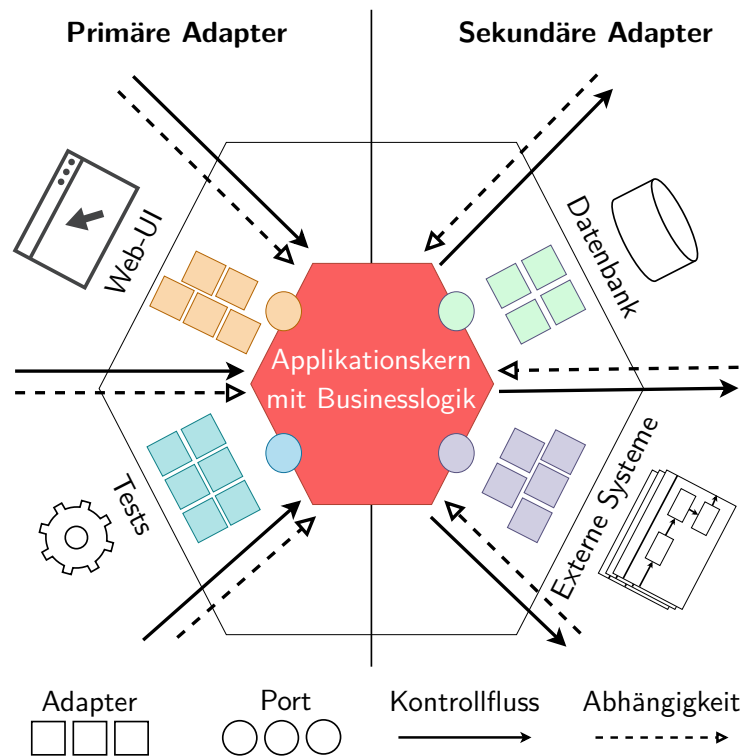 Primäre Adapter
Sekundäre Adapter
Web-UI
Datenbank
Applikationskern
mit Businesslogik
Tests
Externe Systeme
Adapter
Port
Kontrollfluss
Abhängigkeit